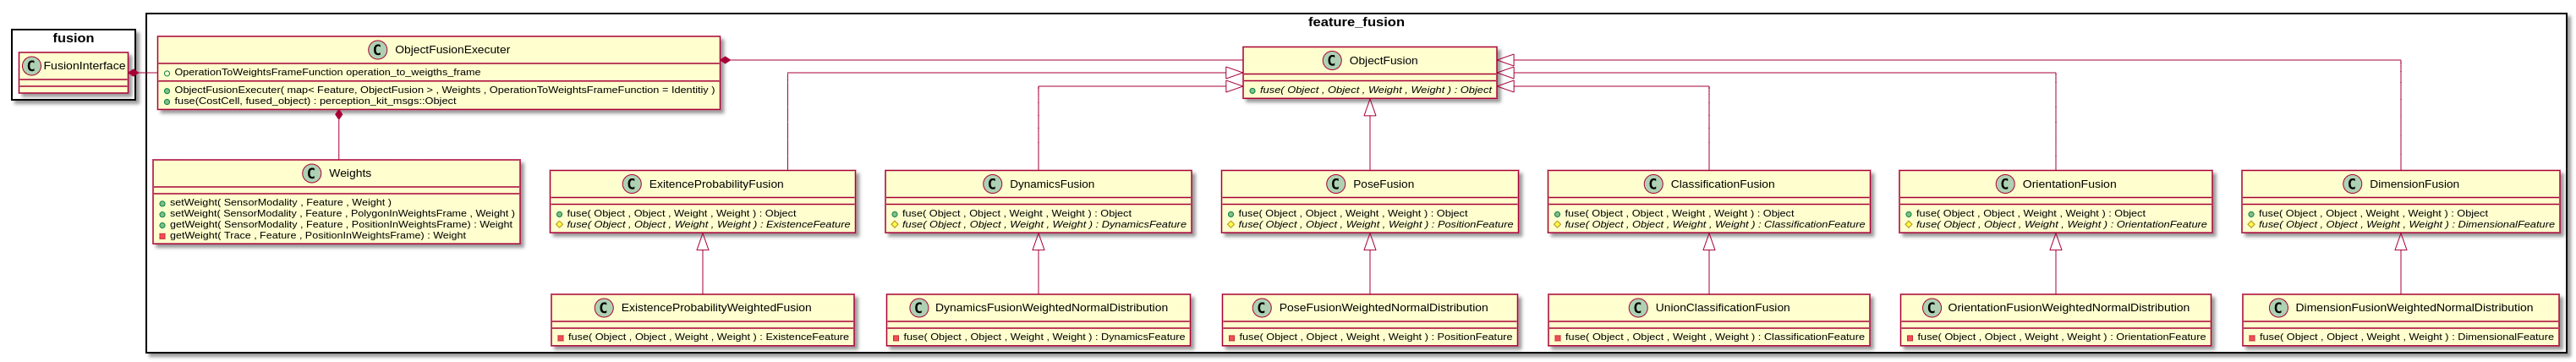 feature_fusion
fusion
C FusionInterface
C ObjectFusionExecuter
OperationToWeightsFrameFunction operation_to_weigths_frame
ObjectFusionExecuter( map< Feature, ObjectFusion > , Weights , OperationToWeightsFrameFunction = Identitiy )
fuse(CostCell, fused_object) : perception_kit_msgs::Object
C ObjectFusion
fuse( Object , Object , Weight , Weight ) : Object
C Weights
setWeight( SensorModality , Feature , Weight )
setWeight( SensorModality , Feature , PolygonInWeightsFrame , Weight )
getWeight( SensorModality , Feature , PositionInWeightsFrame) : Weight
getWeight( Trace , Feature , PositionInWeightsFrame) : Weight
C ExitenceProbabilityFusion
fuse( Object , Object , Weight , Weight ) : Object
fuse( Object , Object , Weight , Weight ) : ExistenceFeature
C DynamicsFusion
fuse( Object , Object , Weight , Weight ) : Object
fuse( Object , Object , Weight , Weight ) : DynamicsFeature
C PoseFusion
fuse( Object , Object , Weight , Weight ) : Object
fuse( Object , Object , Weight , Weight ) : PositionFeature
C ClassificationFusion
fuse( Object , Object , Weight , Weight ) : Object
fuse( Object , Object , Weight , Weight ) : ClassificationFeature
C OrientationFusion
fuse( Object , Object , Weight , Weight ) : Object
fuse( Object , Object , Weight , Weight ) : OrientationFeature
C DimensionFusion
fuse( Object , Object , Weight , Weight ) : Object
fuse( Object , Object , Weight , Weight ) : DimensionalFeature
C ExistenceProbabilityWeightedFusion
fuse( Object , Object , Weight , Weight ) : ExistenceFeature
C DynamicsFusionWeightedNormalDistribution
fuse( Object , Object , Weight , Weight ) : DynamicsFeature
C PoseFusionWeightedNormalDistribution
fuse( Object , Object , Weight , Weight ) : PositionFeature
C UnionClassificationFusion
fuse( Object , Object , Weight , Weight ) : ClassificationFeature
C OrientationFusionWeightedNormalDistribution
fuse( Object , Object , Weight , Weight ) : OrientationFeature
C DimensionFusionWeightedNormalDistribution
fuse( Object , Object , Weight , Weight ) : DimensionalFeature